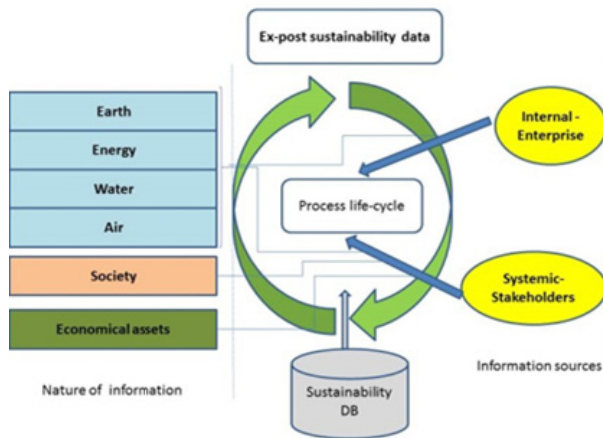 Ex-post sustainability data
Earth
Energy
Water
Air
Society
Economical assets
Nature of information
Process life-cycle
Sustainability
DB
Internal -
Enterprise
Systemic-
Stakeholders
Information sources